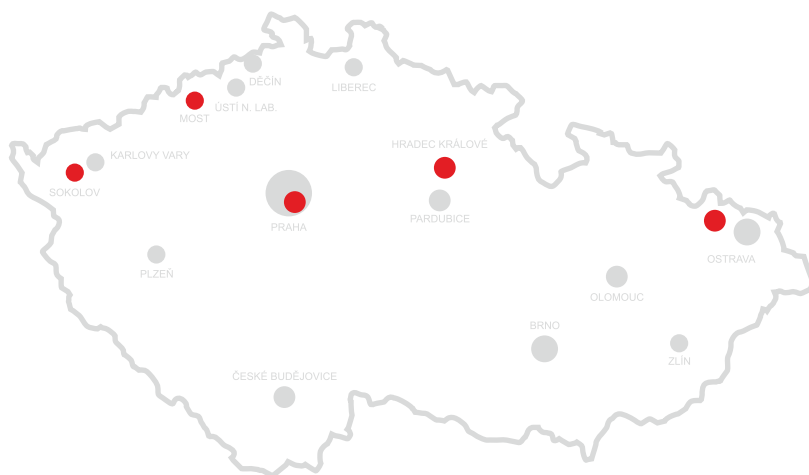 DĚČÍN
LIBEREC
ÚSTÍ N. LAB.
MOST
HRADEC KRÁLOVÉ
KARLOVY VARY
SOKOLOV
PARDUBICE
PRAHA
OSTRAVA
PLZEŇ
OLOMOUC
BRNO
ZLÍN
ČESKÉ BUDĚJOVICE